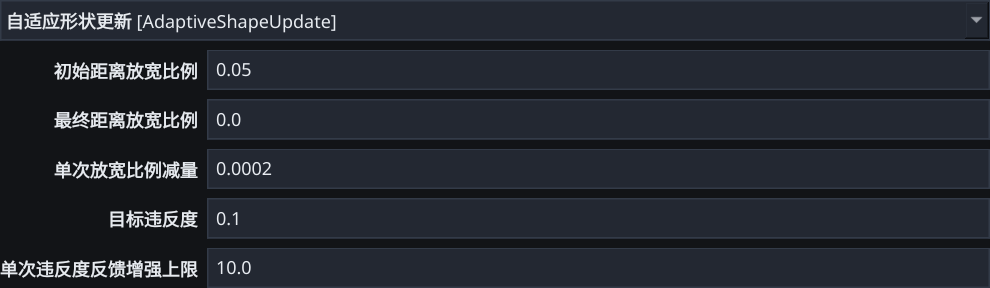 自适应形状更新 [AdaptiveShapeUpdate]
初始距离放宽比例 0.05
最终距离放宽比例 0.0
单次放宽比例减量 0.0002
目标违反度 0.1
单次违反度反馈增强上限 10.0